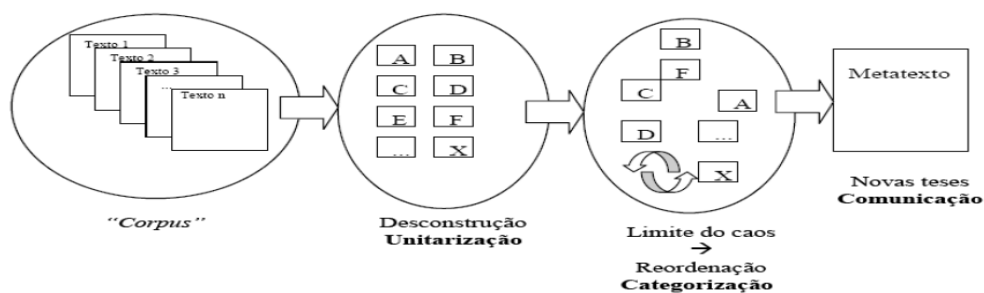 Texto 1
Texto 2
Texto 3
...
Texto n
“Corpus”
A B
C D
E F
... X
Desconstrução
Unitarização
B
F
C
A
D
...
X
Limite do caos
→
Reordenação
Categorização
Metatexto
Novas teses
Comunicação